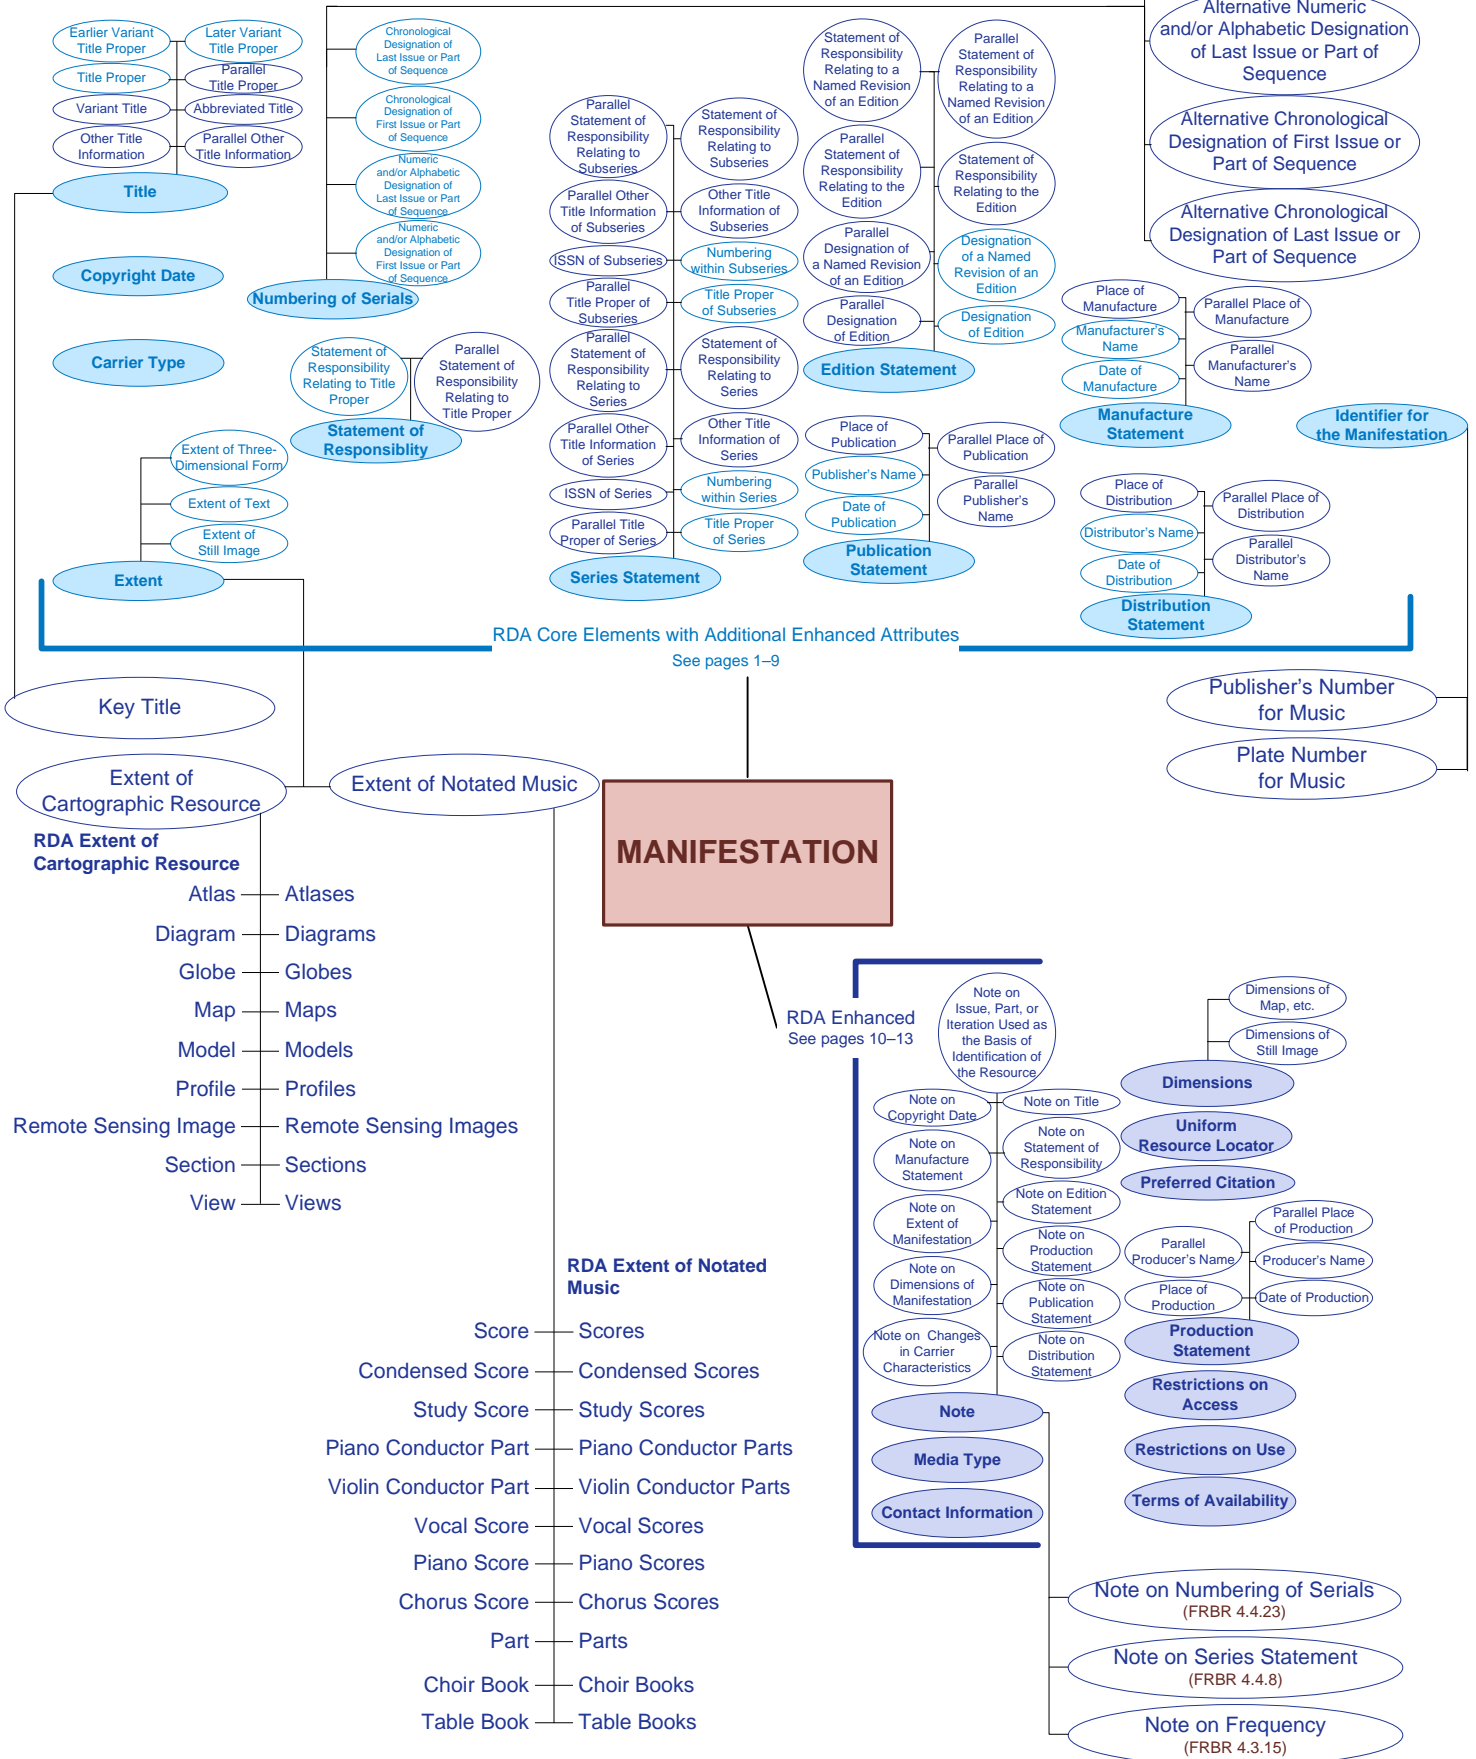 Earlier Variant
Title Proper
Later Variant
Title Proper
Title Proper
Parallel
Title Proper
Variant Title
Abbreviated Title
Other Title
Information
Parallel Other
Title Information
Title
Copyright Date
Carrier Type
Chronological
Designation of
Last Issue or Part
of Sequence
Chronological
Designation of
First Issue or Part
of Sequence
Numeric
and/or Alphabetic
Designation of
Last Issue or Part
of Sequence
Numeric
and/or Alphabetic
Designation of
First Issue or Part
of Sequence
Numbering of Serials
Statement of
Responsibility
Relating to Title
Proper
Parallel
Statement of
Responsibility
Relating to
Title Proper
Statement of
Responsiblity
Extent of Three-
Dimensional Form
Extent of Text
Extent of
Still Image
Extent
Parallel
Statement of
Responsibility
Relating to
Subseries
Statement of
Responsibility
Relating to
Subseries
Parallel Other
Title Information
of Subseries
Other Title
Information of
Subseries
ISSN of Subseries
Numbering
within Subseries
Parallel
Title Proper of
Subseries
Title Proper
of Subseries
Parallel
Statement of
Responsibility
Relating to
Series
Statement of
Responsibility
Relating to
Series
Parallel Other
Title Information
of Series
Other Title
Information of
Series
ISSN of Series
Numbering
within Series
Parallel Title
Proper of Series
Title Proper
of Series
Series Statement
Statement of
Responsibility
Relating to a
Named Revision
of an Edition
Parallel
Statement of
Responsibility
Relating to a
Named Revision
of an Edition
Parallel
Statement of
Responsibility
Relating to the
Edition
Statement of
Responsibility
Relating to the
Edition
Parallel
Designation of
a Named Revision
of an Edition
Designation
of a Named
Revision of an
Edition
Parallel
Designation
of Edition
Designation
of Edition
Edition Statement
Place of
Publication
Parallel Place of
Publication
Publisher's Name
Parallel
Publisher's
Name
Date of
Publication
Publication
Statement
Alternative Numeric
and/or Alphabetic Designation
of Last Issue or Part of
Sequence
Alternative Chronological
Designation of First Issue or
Part of Sequence
Alternative Chronological
Designation of Last Issue or
Part of Sequence
Place of
Manufacture
Parallel Place of
Manufacture
Manufacturer's
Name
Parallel
Manufacturer's
Name
Date of
Manufacture
Manufacture
Statement
Identifier for
the Manifestation
Place of
Distribution
Parallel Place of
Distribution
Distributor's Name
Parallel
Distributor's
Name
Date of
Distribution
Distribution
Statement
RDA Core Elements with Additional Enhanced Attributes
See pages 1–9
Key Title
Publisher's Number
for Music
Plate Number
for Music
Extent of
Cartographic Resource
Extent of Notated Music
MANIFESTATION
RDA Extent of
Cartographic Resource
Atlas
Atlases
Diagram
Diagrams
Globe
Globes
Map
Maps
Model
Models
Profile
Profiles
Remote Sensing Image
Remote Sensing Images
Section
Sections
View
Views
RDA Extent of Notated
Music
Score
Scores
Condensed Score
Condensed Scores
Study Score
Study Scores
Piano Conductor Part
Piano Conductor Parts
Violin Conductor Part
Violin Conductor Parts
Vocal Score
Vocal Scores
Piano Score
Piano Scores
Chorus Score
Chorus Scores
Part
Parts
Choir Book
Choir Books
Table Book
Table Books
RDA Enhanced
See pages 10–13
Note on
Issue, Part, or
Iteration Used as
the Basis of
Identification of
the Resource
Note on
Copyright Date
Note on Title
Note on
Manufacture
Statement
Note on
Statement of
Responsibility
Note on
Extent of
Manifestation
Note on Edition
Statement
Note on
Production
Statement
Note on
Dimensions of
Manifestation
Note on
Publication
Statement
Note on Changes
in Carrier
Characteristics
Note on
Distribution
Statement
Note
Media Type
Contact Information
Dimensions of
Map, etc.
Dimensions of
Still Image
Dimensions
Uniform
Resource Locator
Preferred Citation
Parallel Place
of Production
Parallel
Producer's Name
Producer's Name
Place of
Production
Date of Production
Production
Statement
Restrictions on
Access
Restrictions on Use
Terms of Availability
Note on Numbering of Serials
(FRBR 4.4.23)
Note on Series Statement
(FRBR 4.4.8)
Note on Frequency
(FRBR 4.3.15)